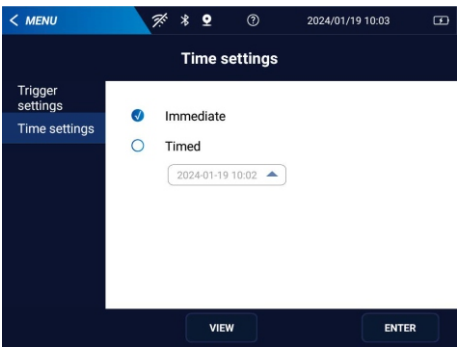 MENU
2024/01/19 10:03
Time settings
Trigger
settings
Time settings
Immediate
Timed
2024-01-19 10:02
VIEW
ENTER